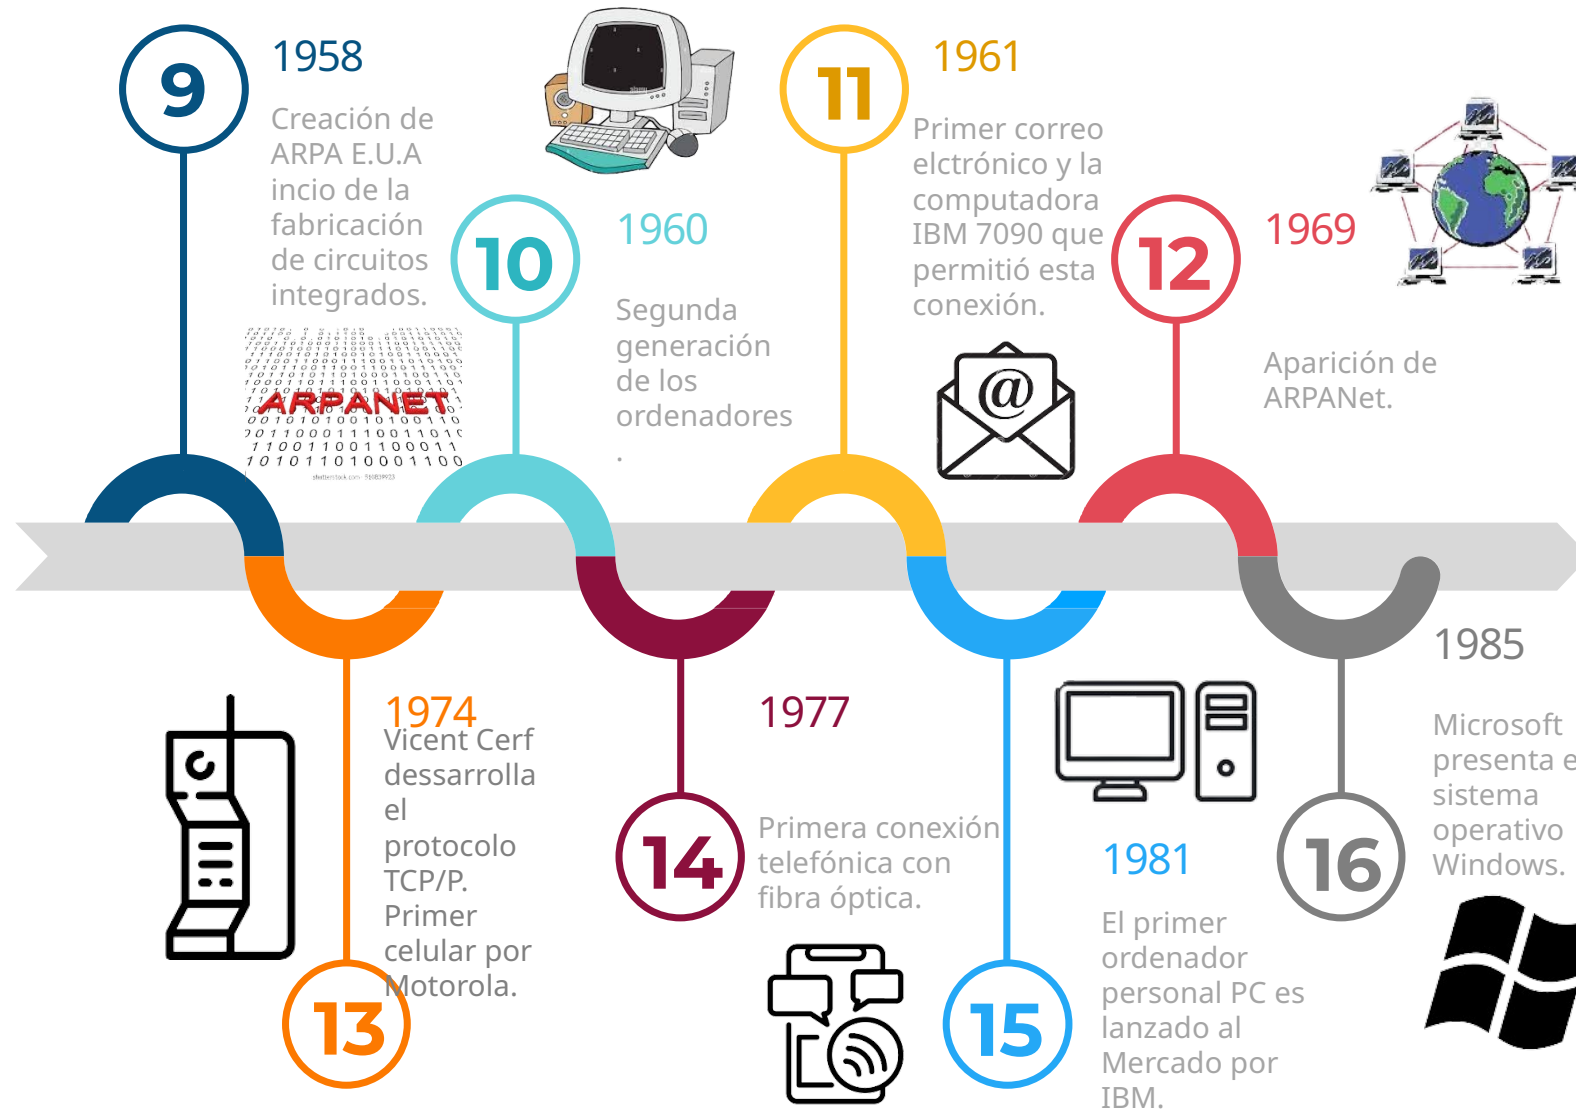 9
1958
Creación de
ARPA E.U.A
incio de la
fabricación
de circuitos
integrados.
ARPANET
shutterstock.com · 516839923
10
1960
Segunda
generación
de los
ordenadores
.
11
1961
Primer correo
elctrónico y la
computadora
IBM 7090 que
permitió esta
conexión.
@
12
1969
Aparición de
ARPANet.
13
1974
Vicent Cerf
dessarrolla
el
protocolo
TCP/P.
Primer
celular por
Motorola.
14
1977
Primera conexión
telefónica con
fibra óptica.
15
1981
El primer
ordenador
personal PC es
lanzado al
Mercado por
IBM.
16
1985
Microsoft
presenta e
sistema
operativo
Windows.